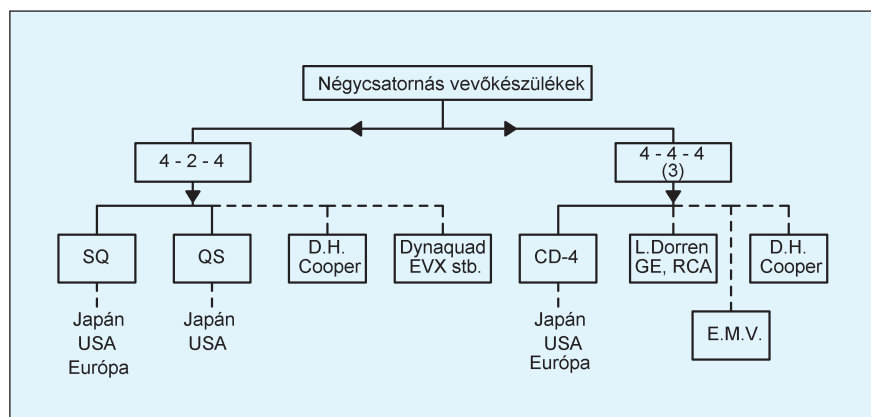 Négycsatornás vevőkészülékek
4 - 2 - 4
4 - 4 - 4
(3)
SQ
QS
D.H.
Cooper
Dynaquad
EVX stb.
CD-4
L.Dorren
GE, RCA
D.H.
Cooper
Japán
USA
Európa
Japán
USA
Japán
USA
Európa
E.M.V.